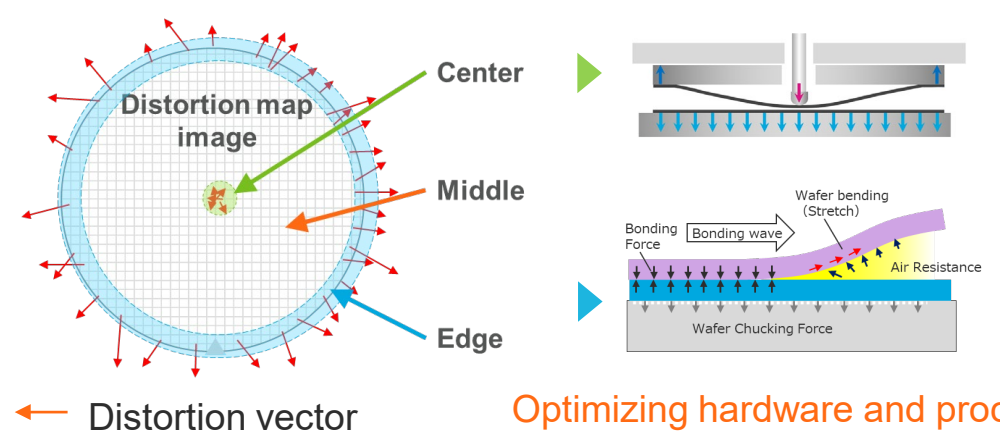 Distortion map
image
Center
Middle
Edge
Distortion vector
Wafer bending
(Stretch)
Bonding
Force
Bonding wave
Air Resistance
Wafer Chucking Force
Optimizing hardware and proc